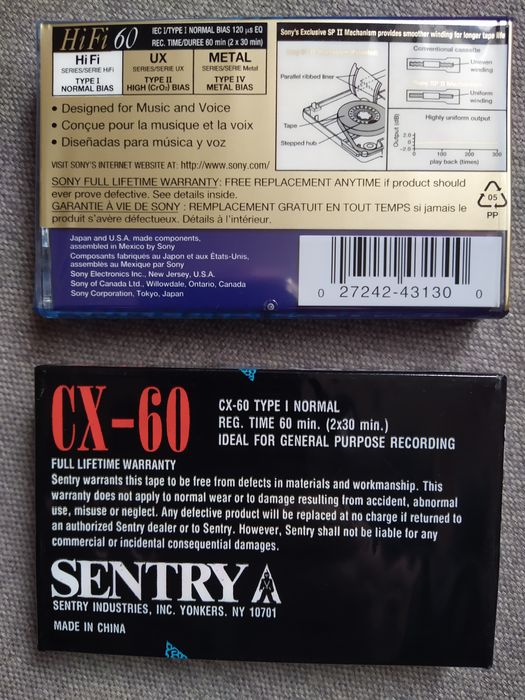 HiFi 60
IEC I/TYPE I NORMAL BIAS 120 µS EQ
REC. TIME/DUREE 60 min (2 x 30 min)
HiFi
SERIES/SERIE HiFi
TYPE I
NORMAL BIAS
UX
SERIES/SERIE UX
TYPE II
HIGH (CrO₂) BIAS
METAL
SERIES/SERIE Metal
TYPE IV
METAL BIAS
• Designed for Music and Voice
• Conçue pour la musique et la voix
• Diseñadas para música y voz
VISIT SONY'S INTERNET WEBSITE AT: http://www.sony.com/
Sony's Exclusive SP II Mechanism provides smoother winding for longer tape life
Parallel ribbed liner
Tape
Stepped hub
Conventional cassette
Uneven
winding
Uniform
winding
Highly uniform output
Output (dB)
2.0
0
-2.0
0 100 200 300
play back (times)
SONY FULL LIFETIME WARRANTY: FREE REPLACEMENT ANYTIME if product should
ever prove defective. See details inside.
GARANTIE À VIE DE SONY : REMPLACEMENT GRATUIT EN TOUT TEMPS si jamais le
produit s'avère défectueux. Détails à l'intérieur.
05
PP
Japan and U.S.A. made components,
assembled in Mexico by Sony
Composants fabriqués au Japon et aux États-Unis,
assemblés au Mexique par Sony
Sony Electronics Inc., New Jersey, U.S.A.
Sony of Canada Ltd., Willowdale, Ontario, Canada
Sony Corporation, Tokyo, Japan
0 27242-43130 0
CX-60
CX-60 TYPE I NORMAL
REG. TIME 60 min. (2x30 min.)
IDEAL FOR GENERAL PURPOSE RECORDING
FULL LIFETIME WARRANTY
Sentry warrants this tape to be free from defects in materials and workmanship. This
warranty does not apply to normal wear or to damage resulting from accident, abnormal
use, misuse or neglect. Any defective product will be replaced at no charge if returned to
an authorized Sentry dealer or to Sentry. However, Sentry shall not be liable for any
commercial or incidental consequential damages.
SENTRY
SENTRY INDUSTRIES, INC. YONKERS, NY 10701
MADE IN CHINA